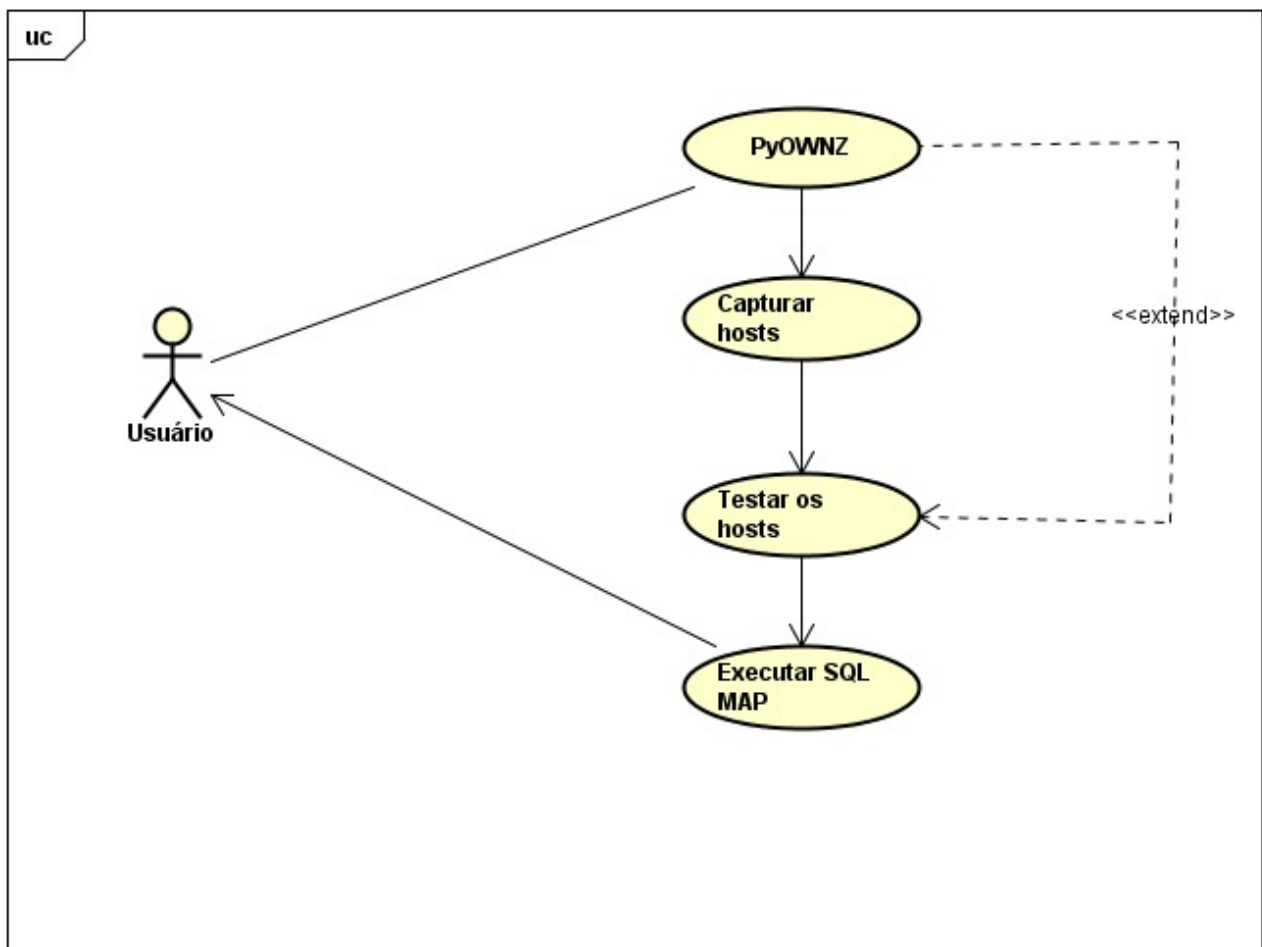 uc
PyOWNZ
Capturar
hosts
<<extend>>
Usuário
Testar os
hosts
Executar SQL
MAP